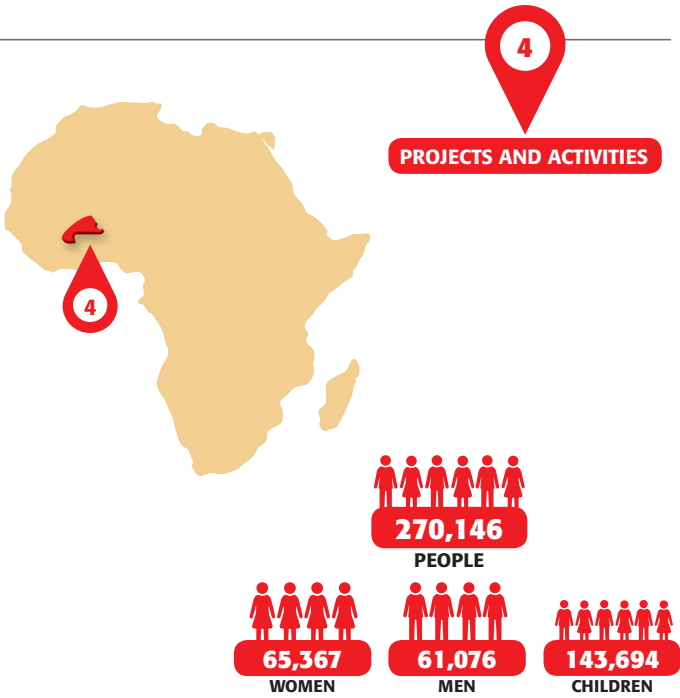 4
PROJECTS AND ACTIVITIES
4
270,146
PEOPLE
65,367
WOMEN
61,076
MEN
143,694
CHILDREN